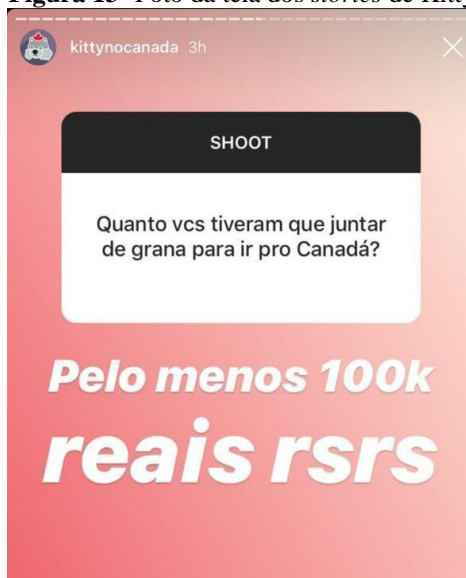 Figura 15- Foto da tela dos stories de Kitty
kittynocanada 3h
SHOOT
Quanto vcs tiveram que juntar
de grana para ir pro Canadá?
Pelo menos 100k
reais rsrs